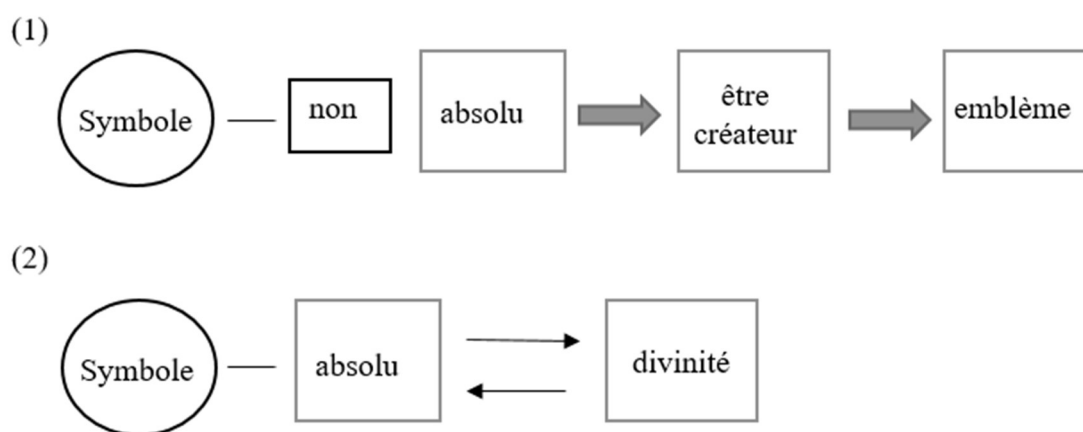 (1)
Symbole
non
absolu
être
créateur
emblème
(2)
Symbole
absolu
divinité